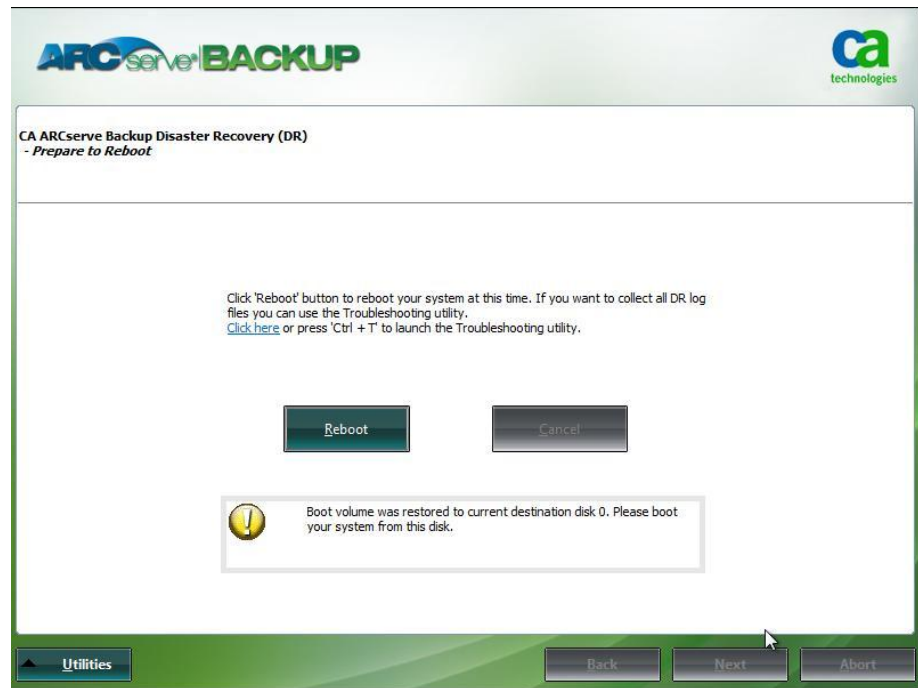 ARCserve® BACKUP
ca
technologies
CA ARCserve Backup Disaster Recovery (DR)
- Prepare to Reboot
Click 'Reboot' button to reboot your system at this time. If you want to collect all DR log
files you can use the Troubleshooting utility.
Click here or press 'Ctrl + T' to launch the Troubleshooting utility.
Reboot
Cancel
Boot volume was restored to current destination disk 0. Please boot
your system from this disk.
Utilities
Back
Next
Abort